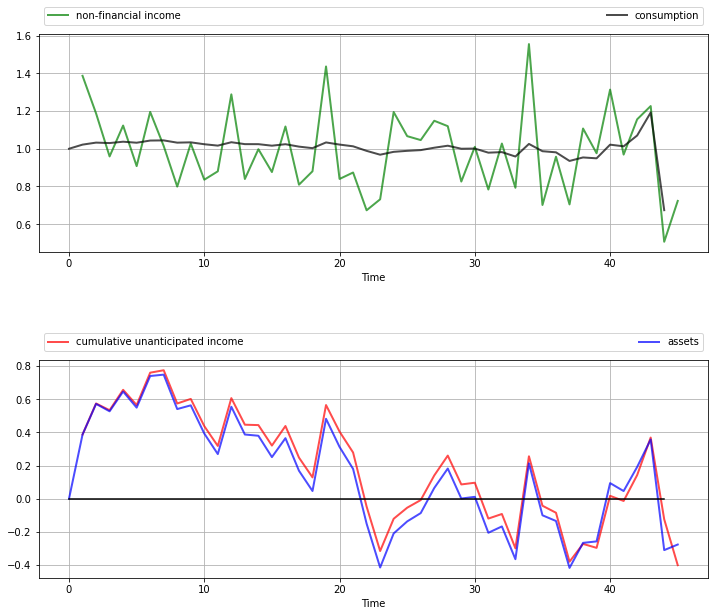 non-financial income consumption
1.6
1.4
1.2
1.0
0.8
0.6
0 10 20 30 40
Time
cumulative unanticipated income assets
0.8
0.6
0.4
0.2
0.0
−0.2
−0.4
0 10 20 30 40
Time